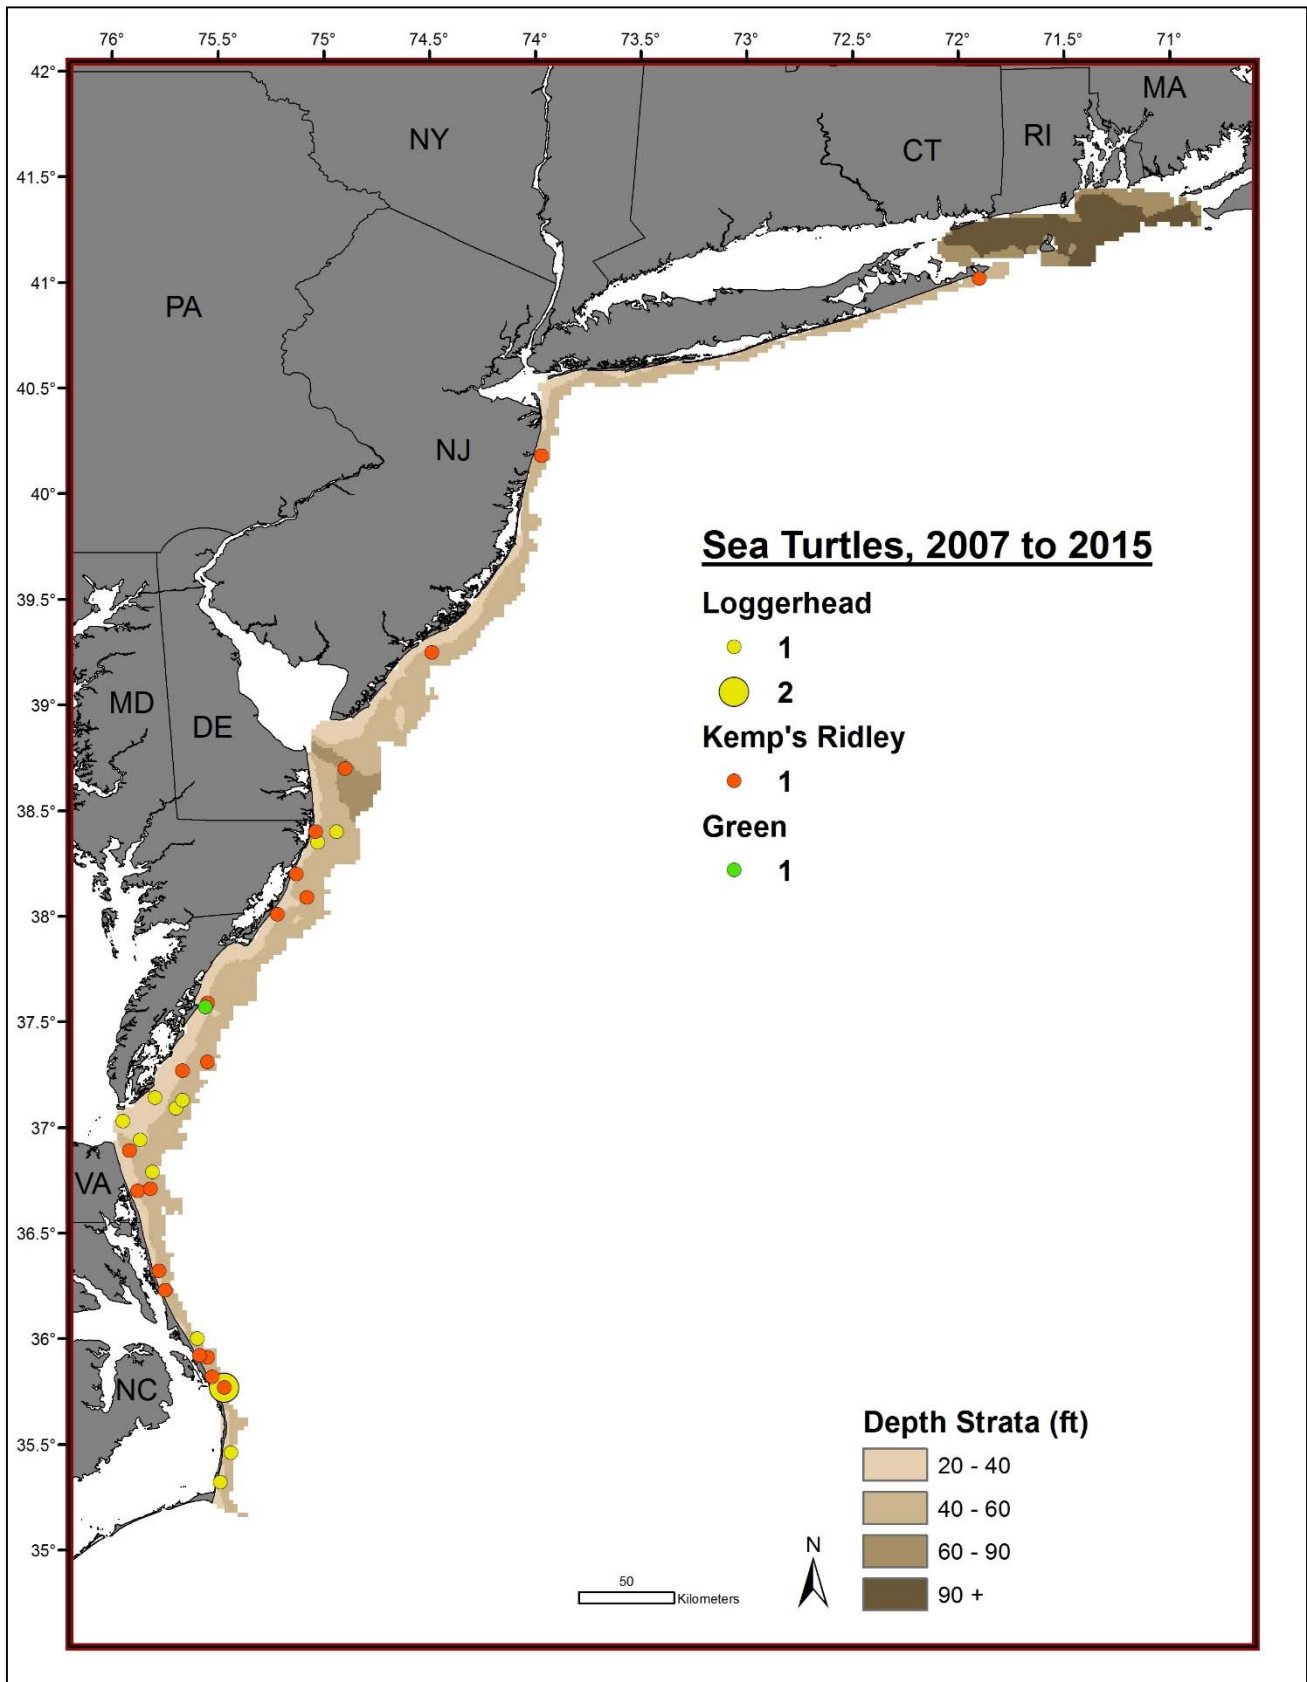 76° 75.5° 75° 74.5° 74° 73.5° 73° 72.5° 72° 71.5° 71°
42°
41.5°
41°
40.5°
40°
39.5°
39°
38.5°
38°
37.5°
37°
36.5°
36°
35.5°
35°
MA
NY
CT
RI
PA
NJ
MD
DE
VA
NC
Sea Turtles, 2007 to 2015
Loggerhead
1
2
Kemp's Ridley
1
Green
1
Depth Strata (ft)
20 - 40
40 - 60
60 - 90
90 +
N
50
Kilometers